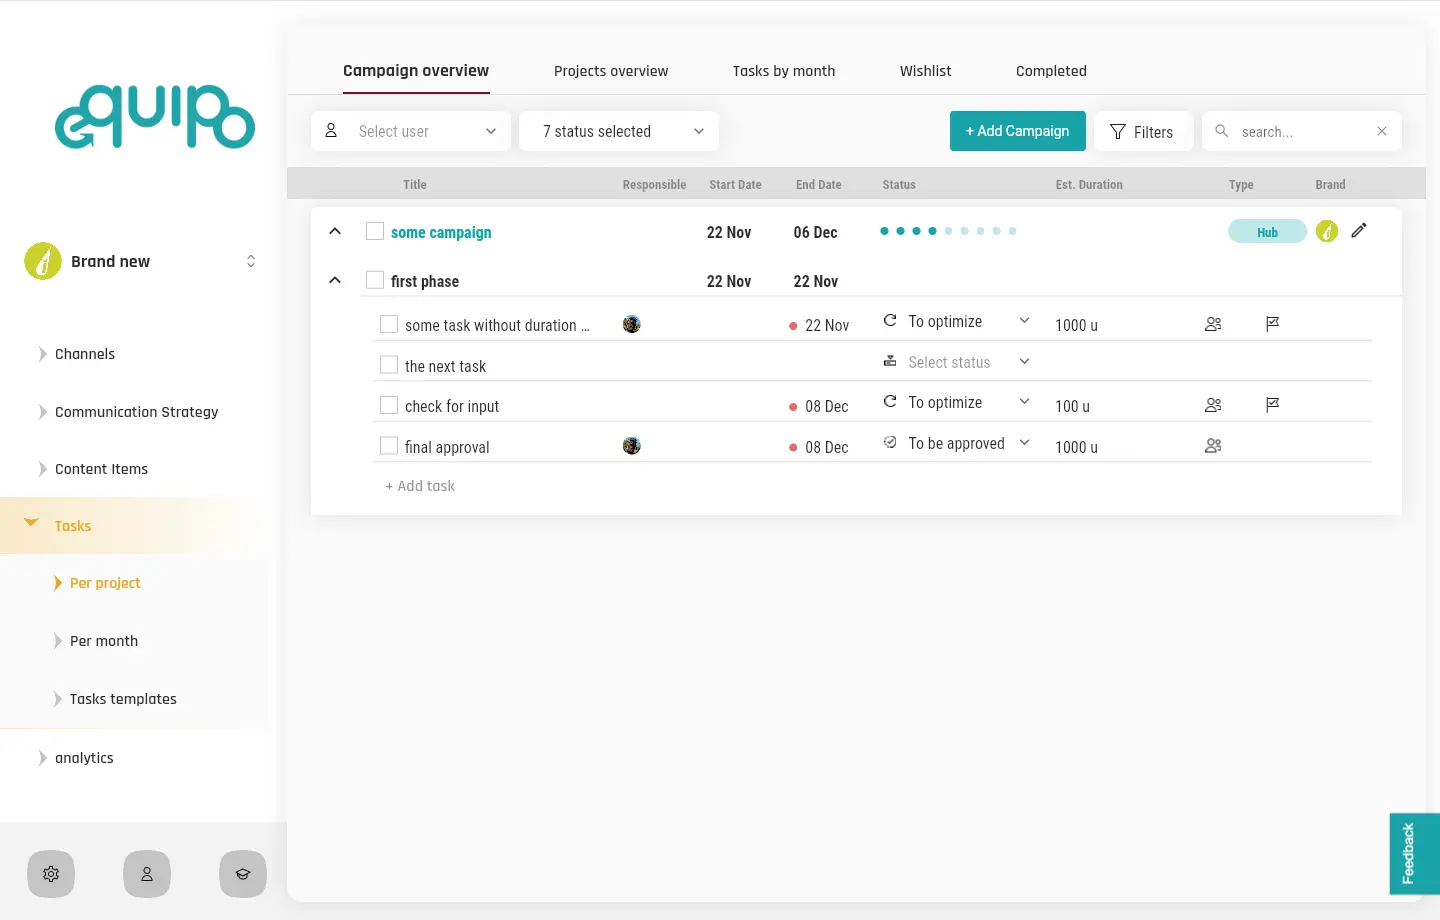 equipo
Brand new
Channels
Communication Strategy
Content Items
Tasks
Per project
Per month
Tasks templates
analytics
Campaign overview
Projects overview
Tasks by month
Wishlist
Completed
Select user
7 status selected
+ Add Campaign
Filters
search...
Title
Responsible
Start Date
End Date
Status
Est. Duration
Type
Brand
some campaign
22 Nov
06 Dec
Hub
first phase
22 Nov
22 Nov
some task without duration ...
22 Nov
To optimize
1000 u
the next task
Select status
check for input
08 Dec
To optimize
100 u
final approval
08 Dec
To be approved
1000 u
+ Add task
Feedback